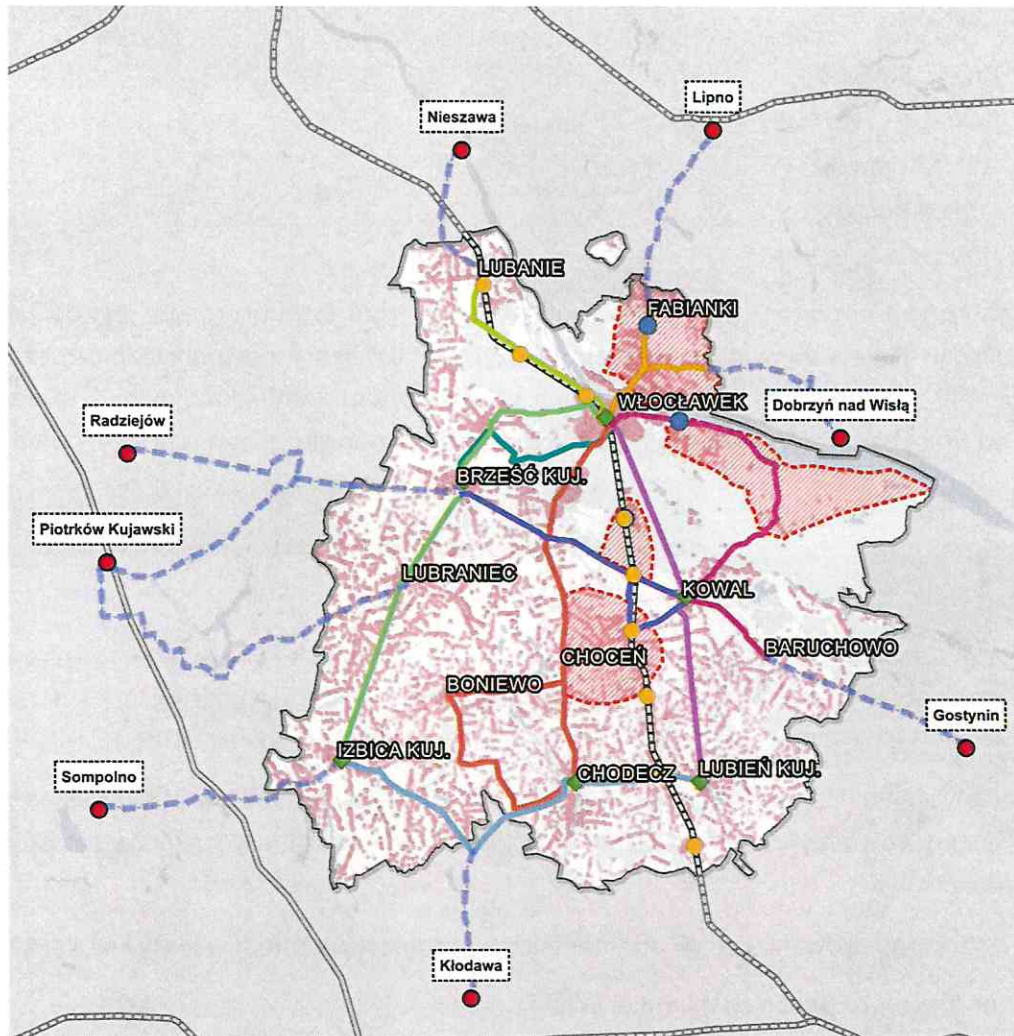 Lipno
Nieszawa
LUBANIE
FABIANKI
WŁOCŁAWEK
Dobrzyń nad Wisłą
Radziejów
BRZEŚĆ KUJ.
Piotrków Kujawski
LUBRANIEC
KOWAL
CHOCEŃ
BARUCHOWO
BONIEWO
Gostynin
IZBICA KUJ.
CHODECZ
LUBIEŃ KUJ.
Sompolno
Kłodawa